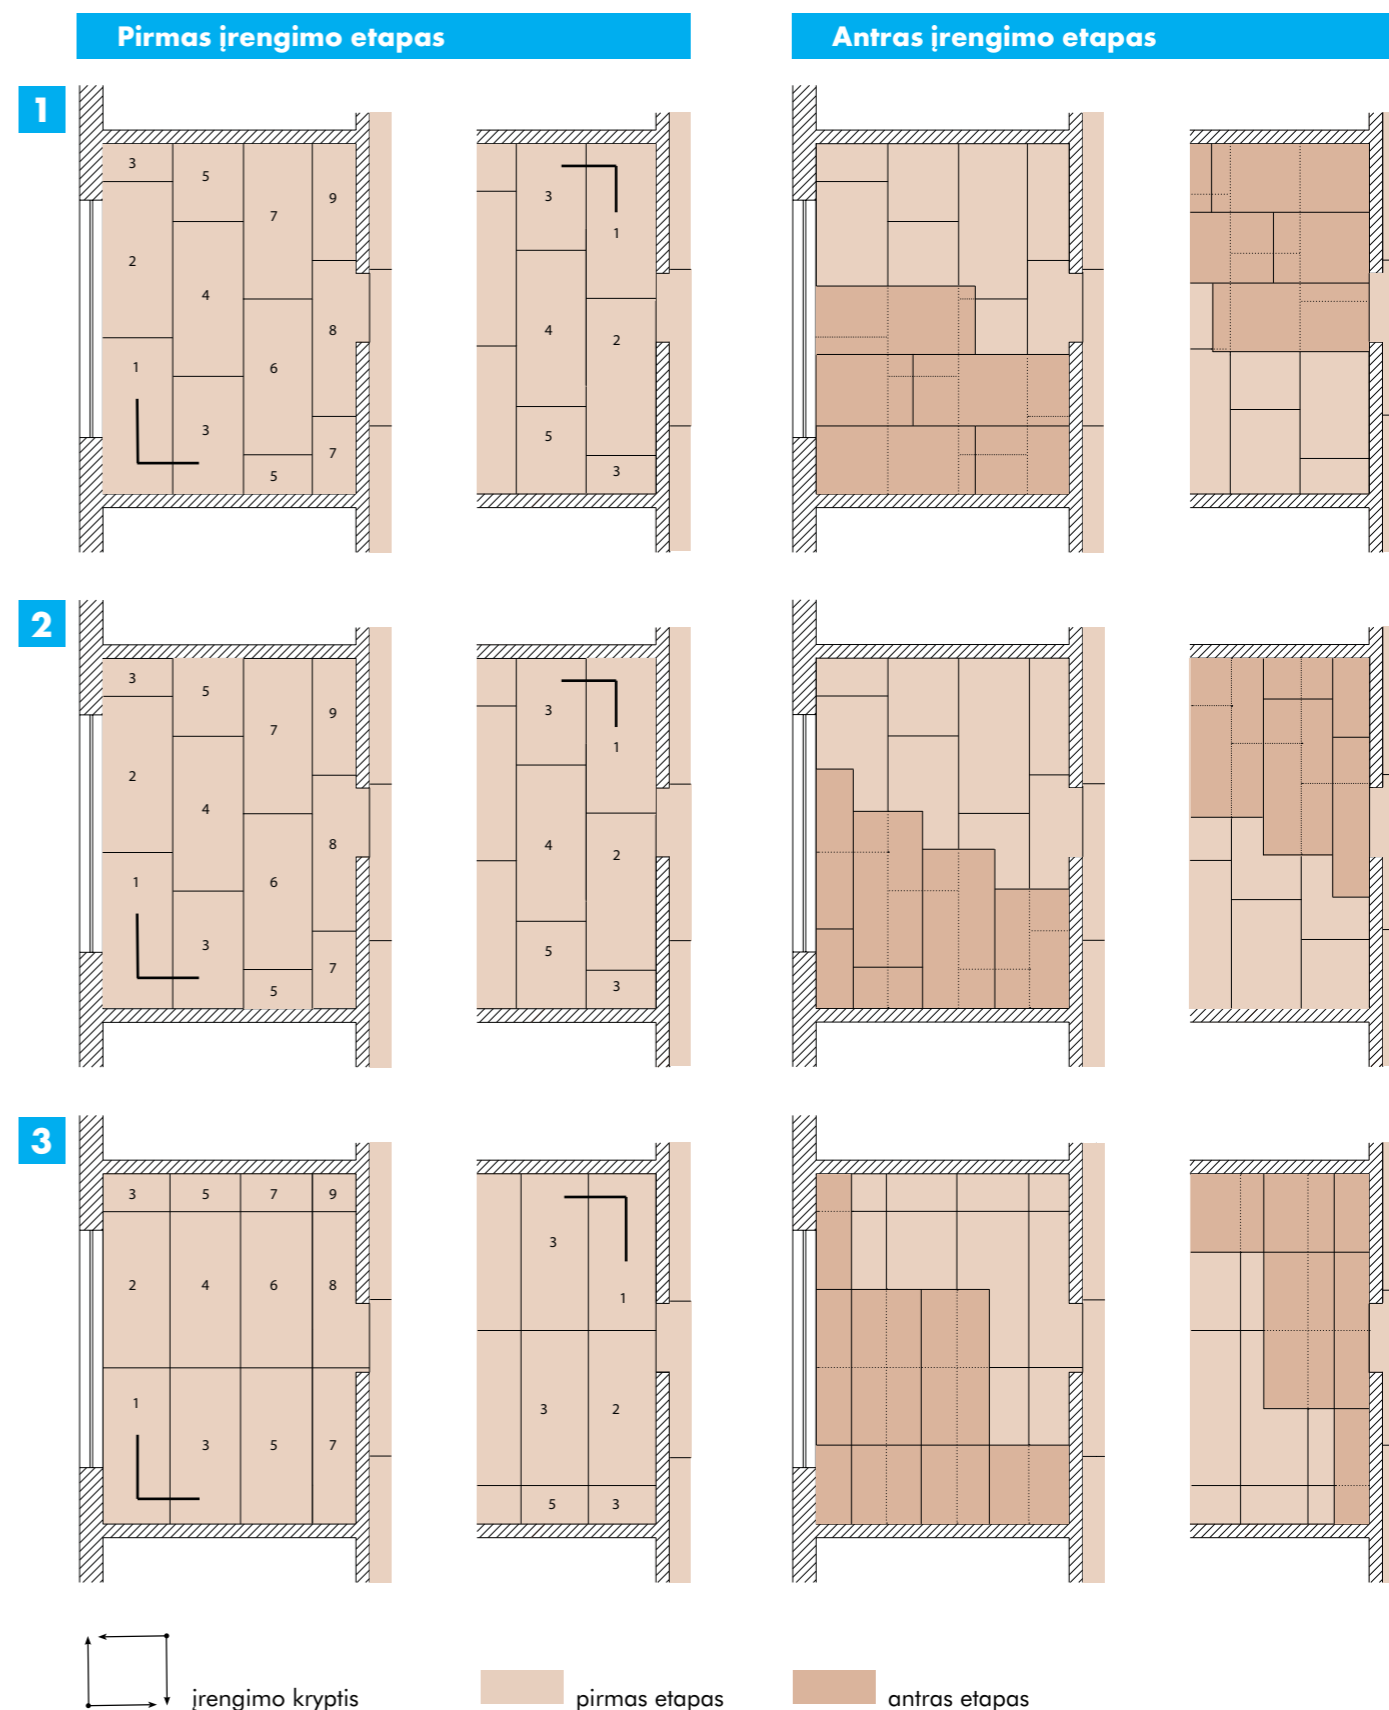 Pirmas įrengimo etapas
Antras įrengimo etapas
1
3 5 7 9
2 4 8
1 6
3 5 7
3 1
4 2
5 3
2
3 5 7 9
2 4 8
1 6
3 5 7
3 1
4 2
5 3
3
3 5 7 9
2 4 6 8
1 3 5 7
3 1
3 2
5 3
įrengimo kryptis
pirmas etapas
antras etapas